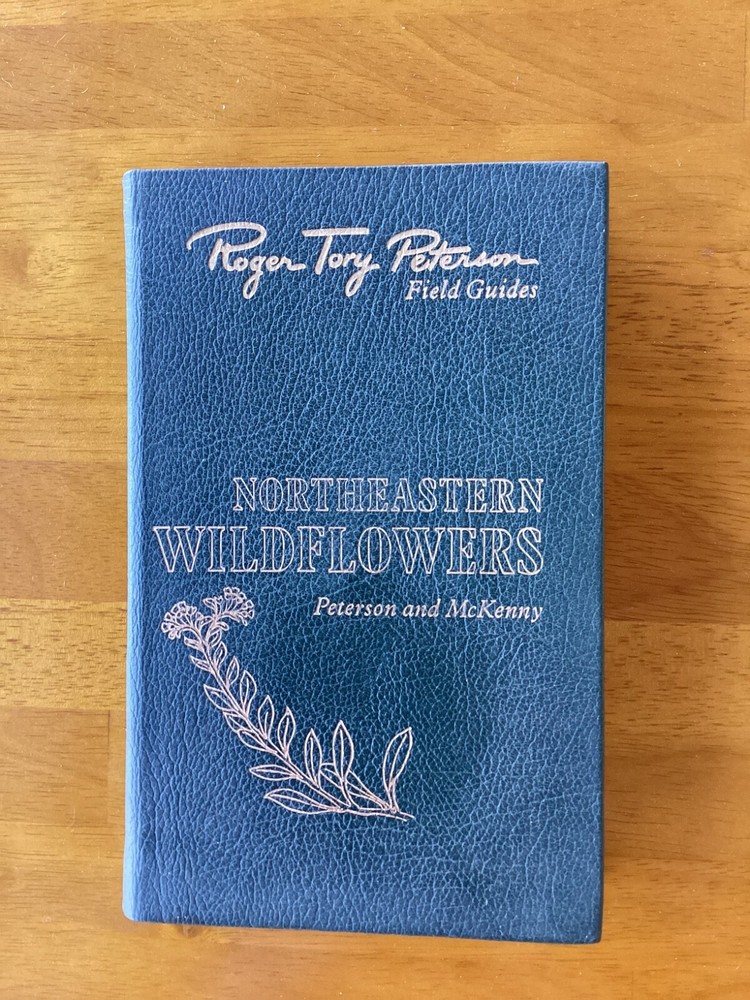 Roger Tory Peterson
Field Guides
NORTHEASTERN
WILDFLOWERS
Peterson and McKenny